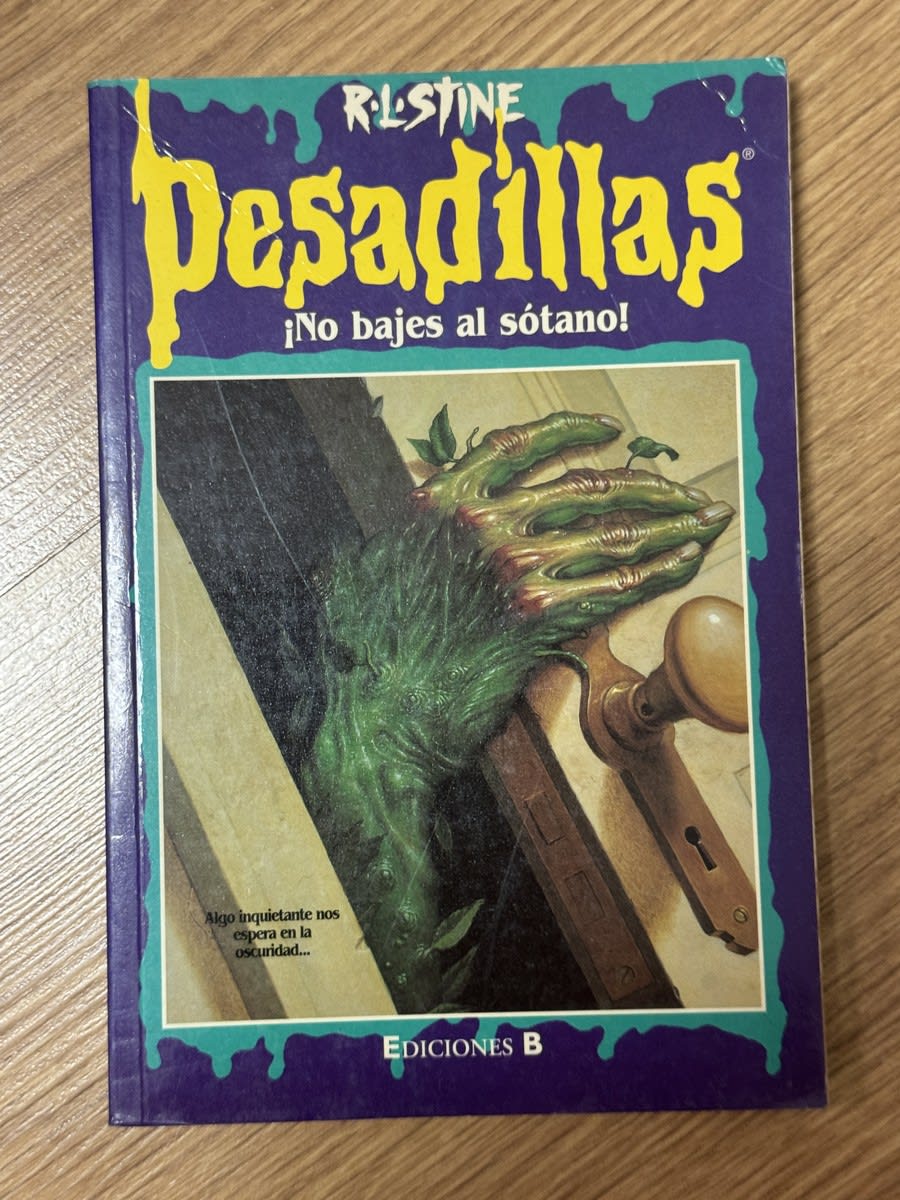 R·L·STINE
Pesadillas®
¡No bajes al sótano!
Algo inquietante nos
espera en la
oscuridad...
EDICIONES B